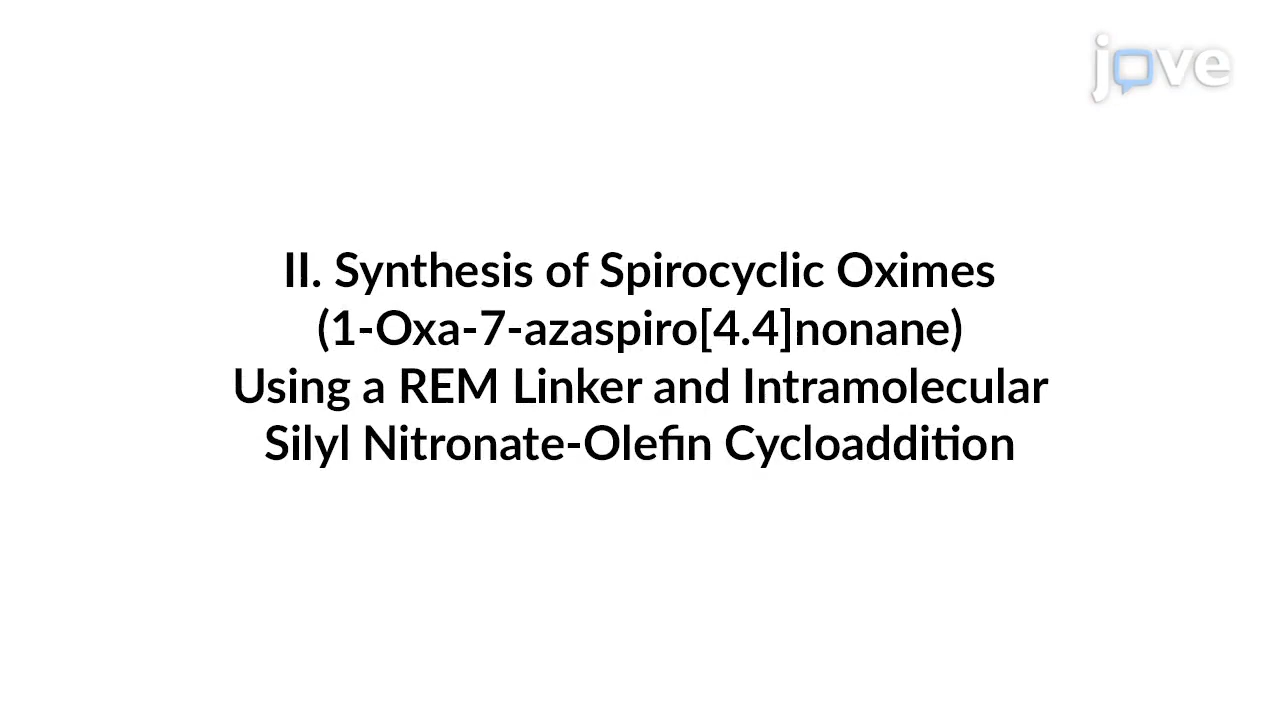 jove
II. Synthesis of Spirocyclic Oximes
(1-Oxa-7-azaspiro[4.4]nonane)
Using a REM Linker and Intramolecular
Silyl Nitronate-Olefin Cycloaddition